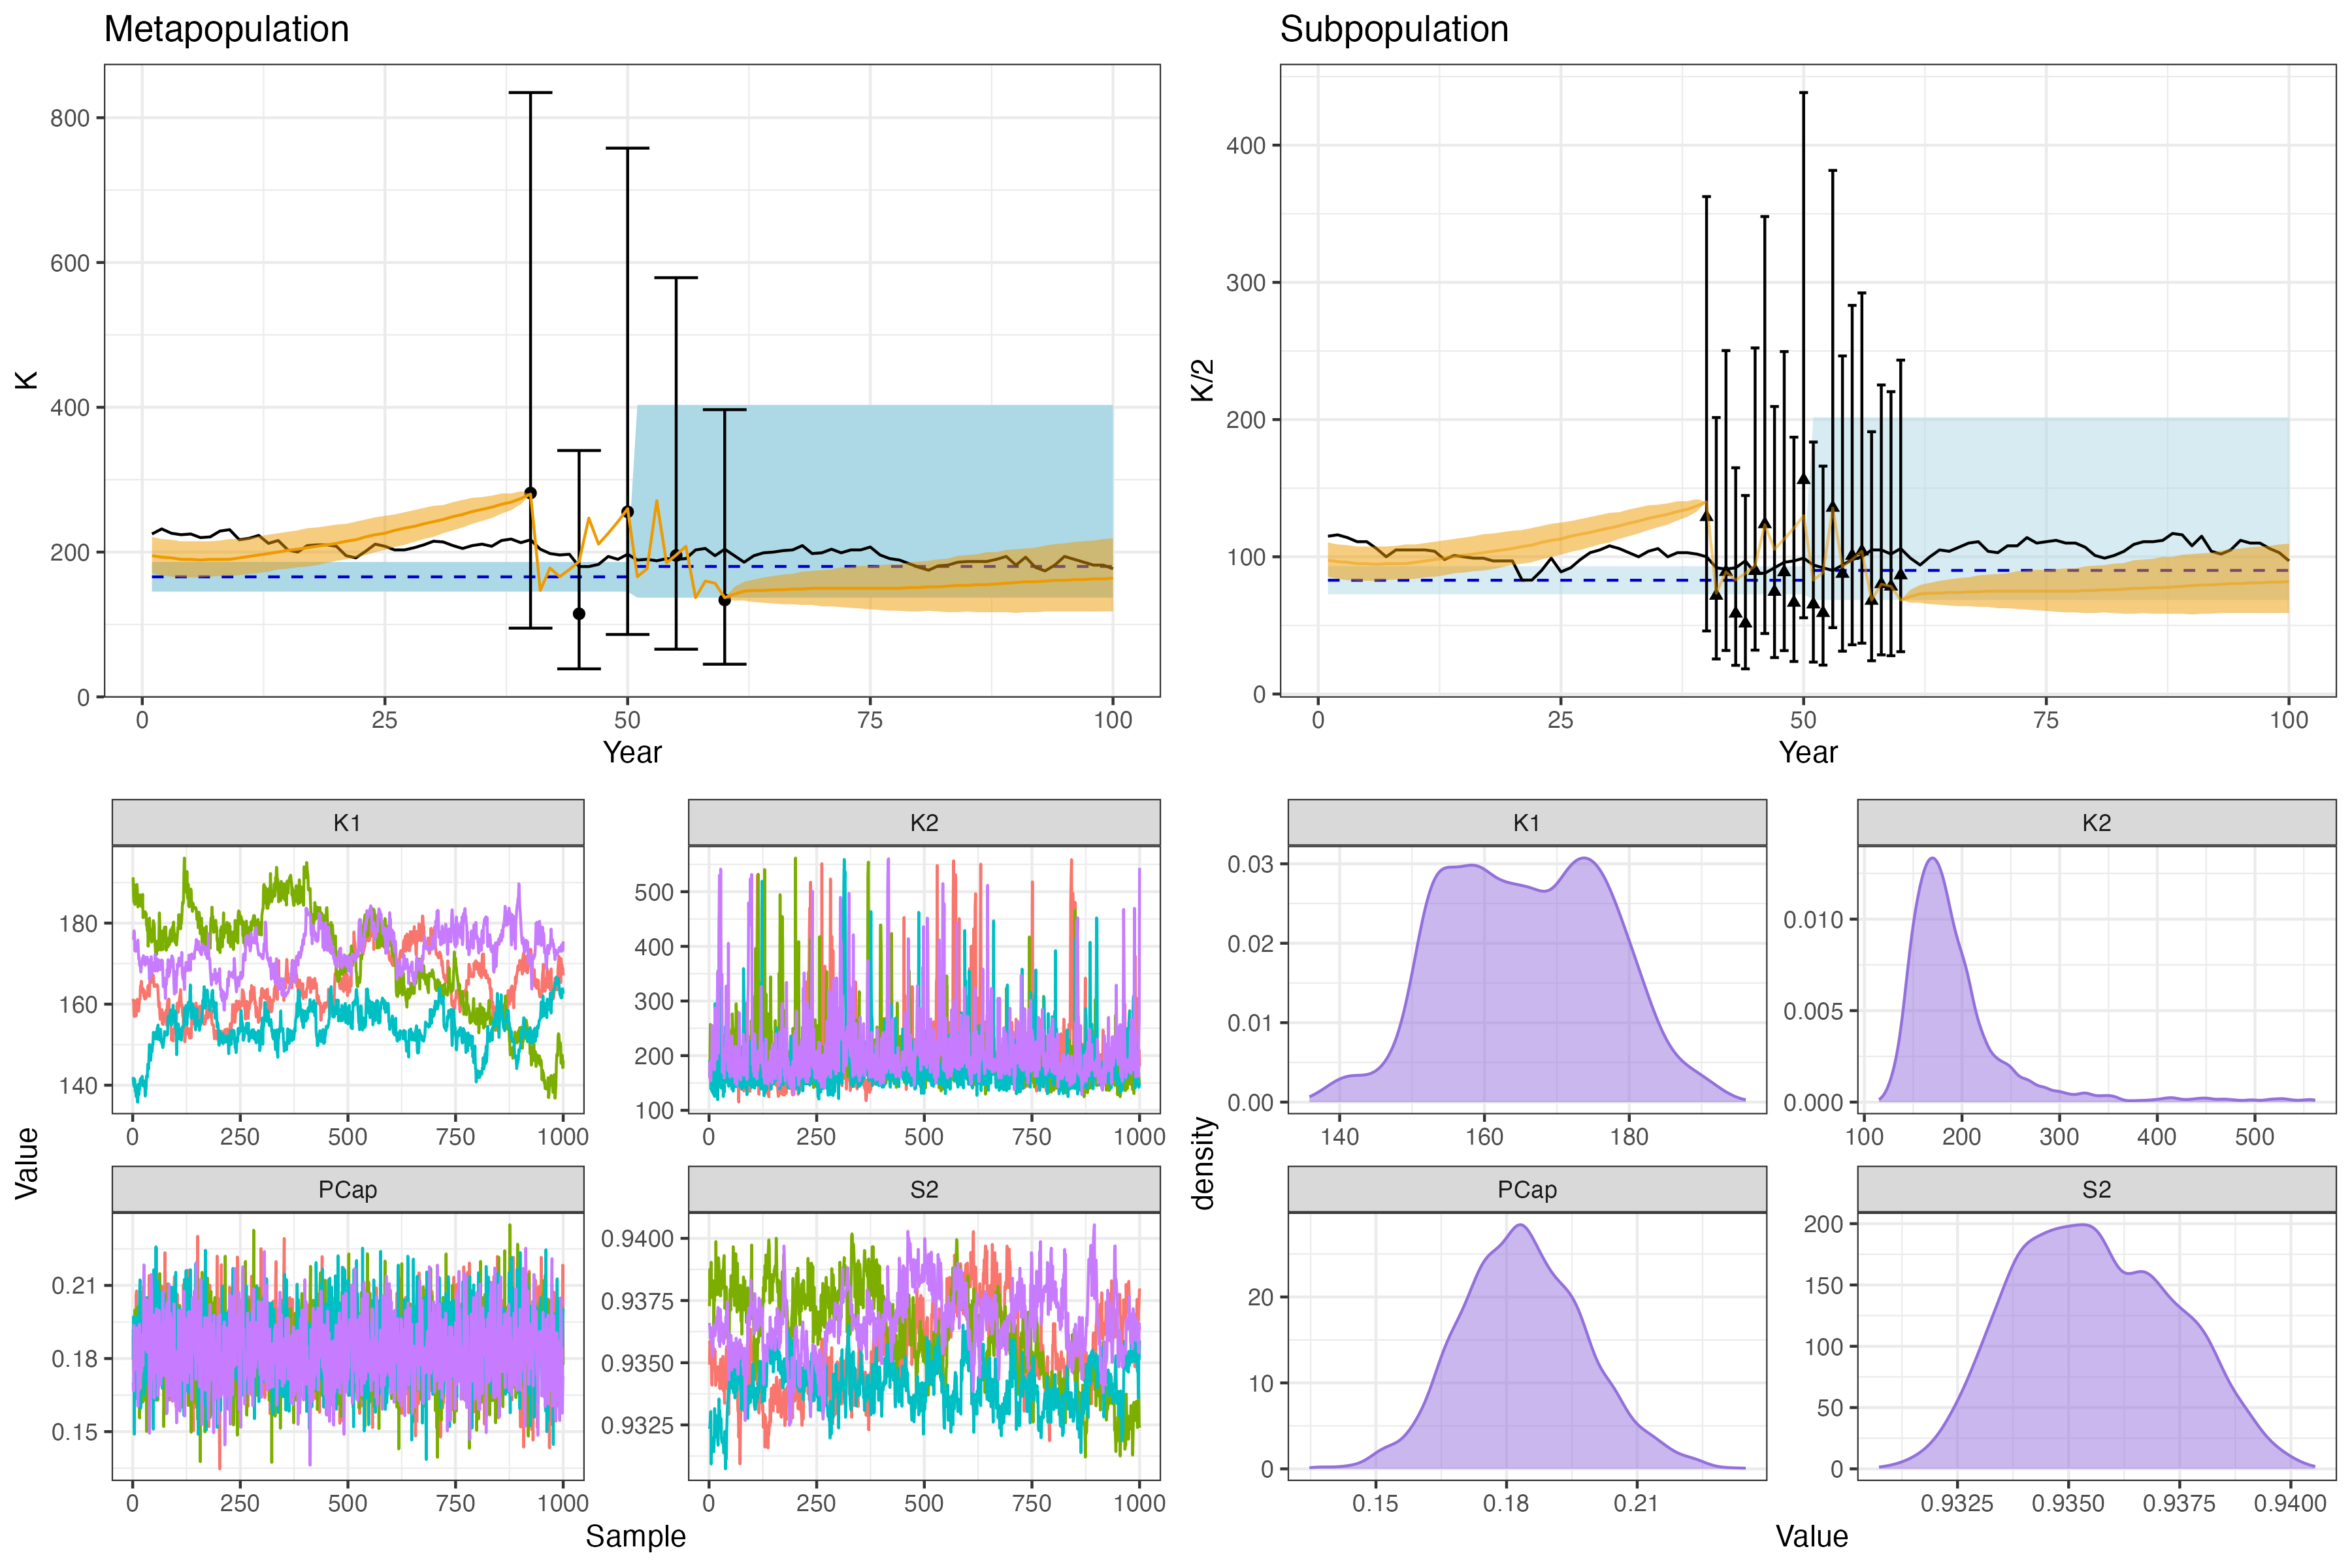 Metapopulation
K
800
600
400
200
0
0 25 50 75 100
Year
Subpopulation
K/2
400
300
200
100
0
0 25 50 75 100
Year
Value
K1
180
160
140
0 250 500 750 1000
K2
500
400
300
200
100
0 250 500 750 1000
PCap
0.21
0.18
0.15
0 250 500 750 1000
S2
0.9400
0.9375
0.9350
0.9325
0 250 500 750 1000
Sample
density
K1
0.03
0.02
0.01
0.00
140 160 180
K2
0.010
0.005
0.000
100 200 300 400 500
PCap
20
10
0
0.15 0.18 0.21
S2
200
150
100
50
0
0.9325 0.9350 0.9375 0.9400
Value